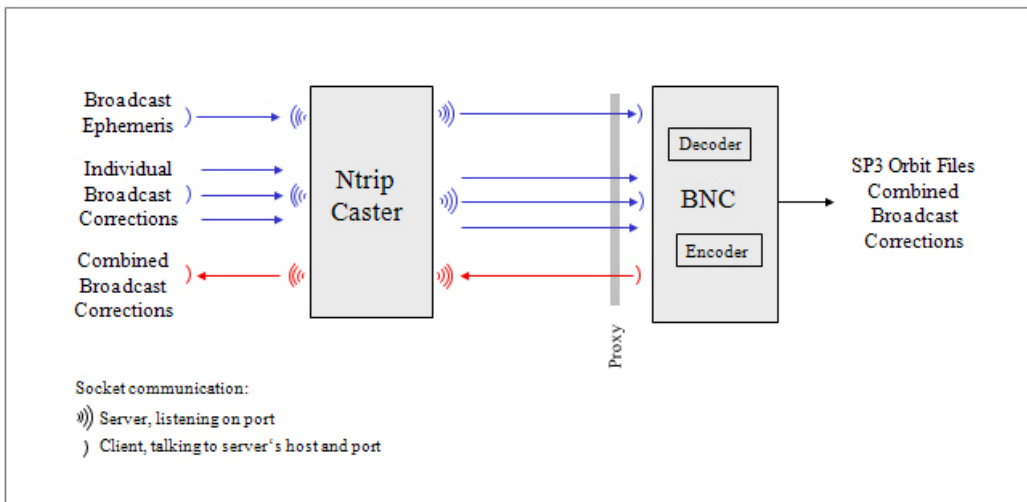 Broadcast
Ephemeris
Individual
Broadcast
Corrections
Combined
Broadcast
Corrections
Ntrip
Caster
Proxy
Decoder
BNC
Encoder
SP3 Orbit Files
Combined
Broadcast
Corrections
Socket communication:
Server, listening on port
Client, talking to server‘s host and port